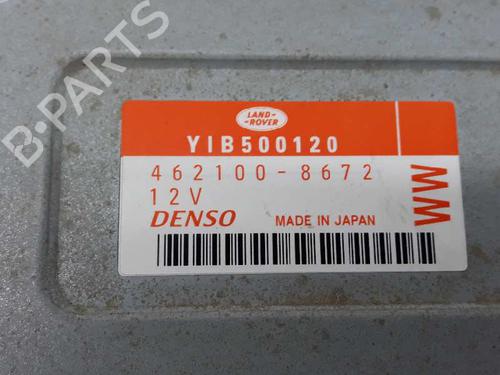 LAND-
ROVER
YIB500120
462100-8672
12V
DENSO MADE IN JAPAN
WW
B-PARTS